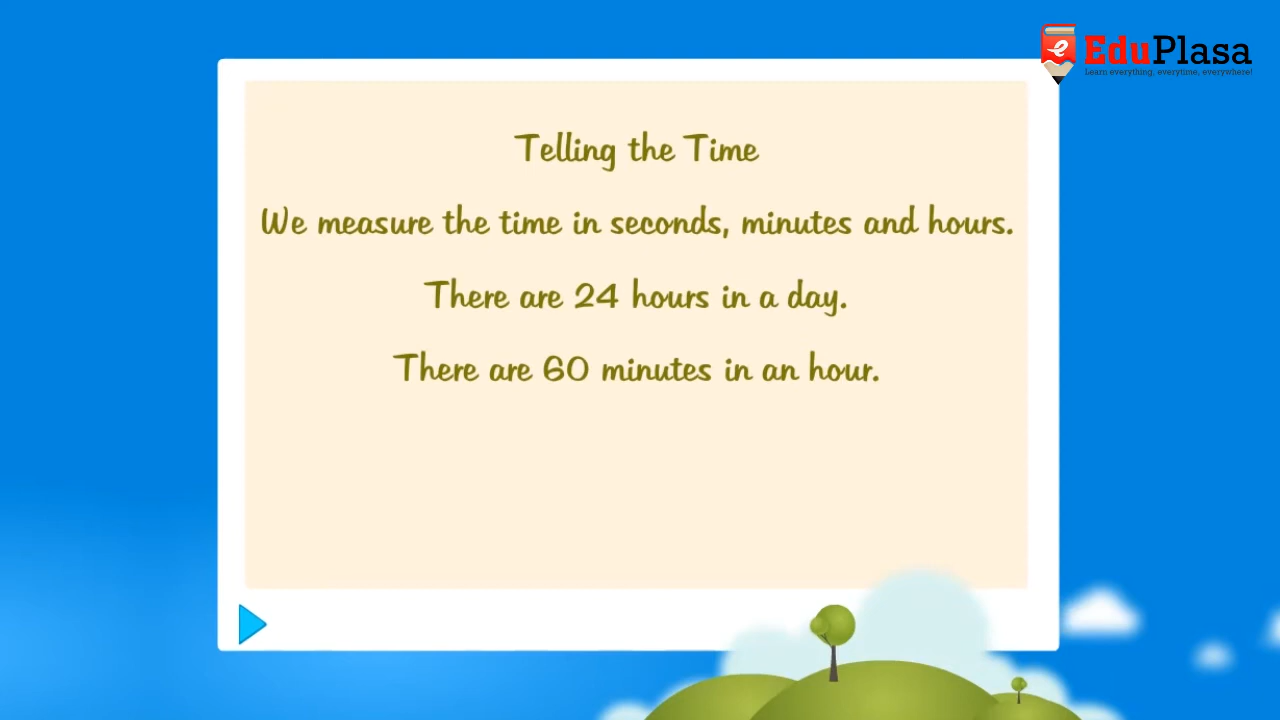 EduPlasa
Learn everything, everytime, everywhere!
Telling the Time
We measure the time in seconds, minutes and hours.
There are 24 hours in a day.
There are 60 minutes in an hour.